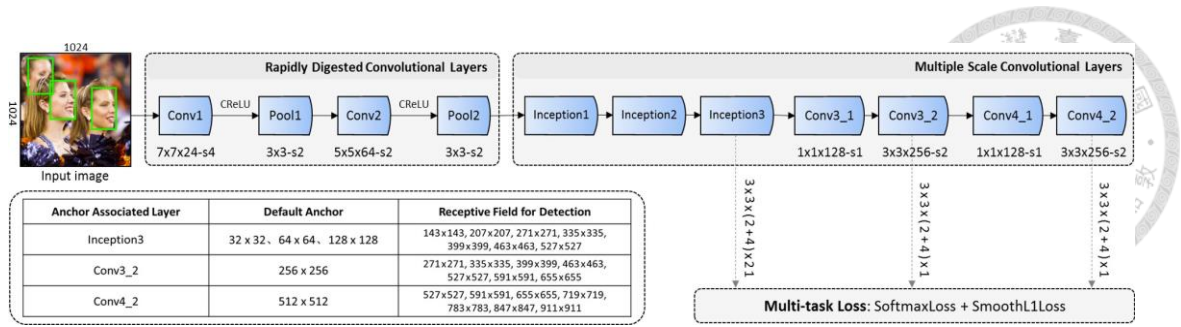 1024
1024
Input image
Rapidly Digested Convolutional Layers
Conv1
CReLU
Pool1
Conv2
CReLU
Pool2
7x7x24-s4
3x3-s2
5x5x64-s2
3x3-s2
Multiple Scale Convolutional Layers
Inception1
Inception2
Inception3
Conv3_1
Conv3_2
Conv4_1
Conv4_2
1x1x128-s1
3x3x256-s2
1x1x128-s1
3x3x256-s2
3x3x(2+4)x21
3x3x(2+4)x1
3x3x(2+4)x1
Anchor Associated Layer Default Anchor Receptive Field for Detection
Inception3 32 x 32、64 x 64、128 x 128 143x143, 207x207, 271x271, 335x335,
399x399, 463x463, 527x527
Conv3_2 256 x 256 271x271, 335x335, 399x399, 463x463,
527x527, 591x591, 655x655
Conv4_2 512 x 512 527x527, 591x591, 655x655, 719x719,
783x783, 847x847, 911x911
Multi-task Loss: SoftmaxLoss + SmoothL1Loss